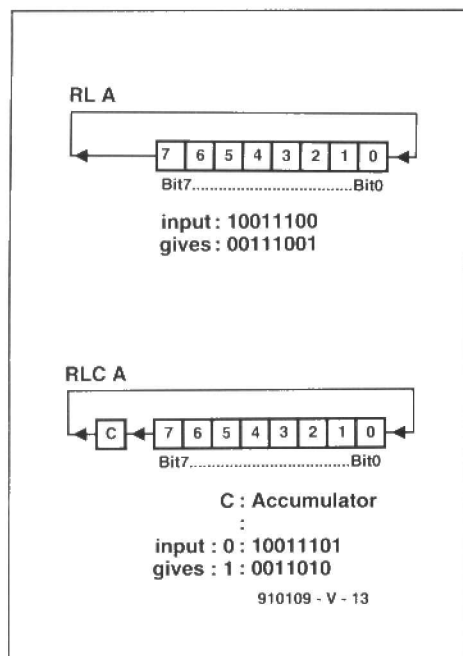 RL A
7 6 5 4 3 2 1 0
Bit7........................Bit0
input : 10011100
gives : 00111001
RLC A
C 7 6 5 4 3 2 1 0
Bit7........................Bit0
C : Accumulator
:
input : 0 : 10011101
gives : 1 : 0011010
910109 - V - 13